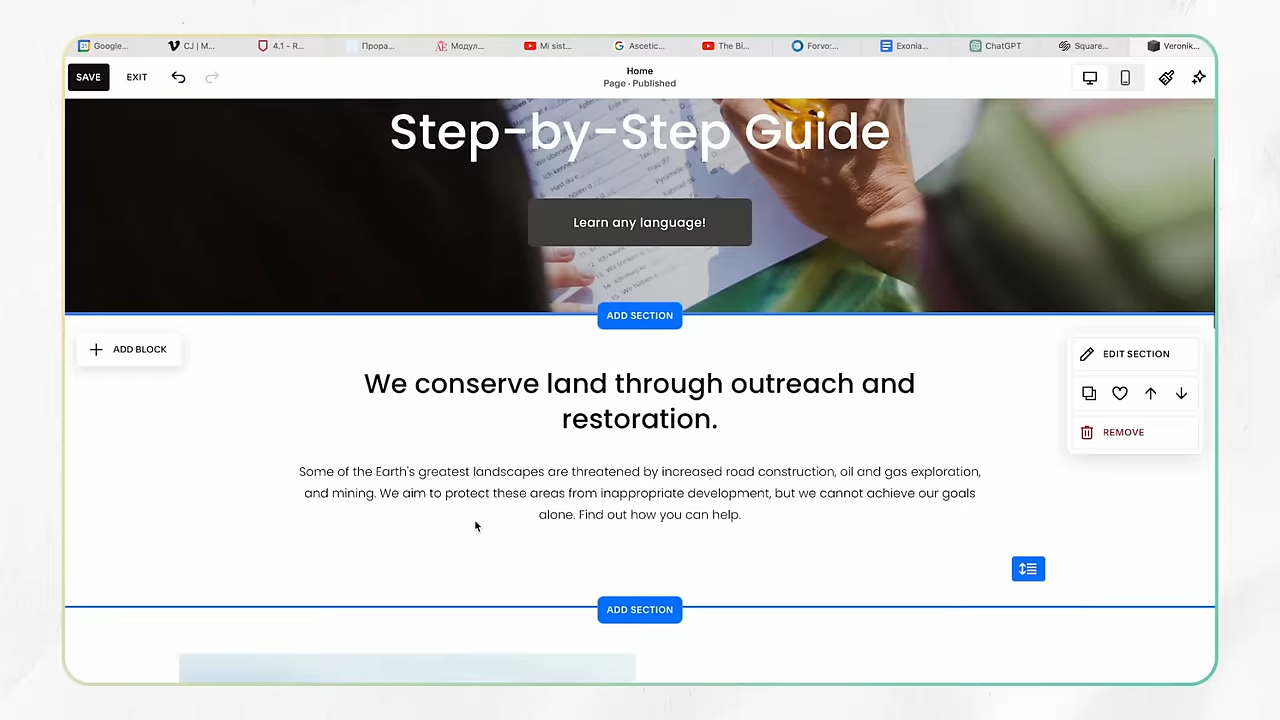 Google...
CJ | M...
4.1 - R...
Прора...
Модул...
Mi sist...
Ascetic...
The Bi...
Forvo:...
Exonia...
ChatGPT
Square...
Veronik...
SAVE
EXIT
Home
Page · Published
Step-by-Step Guide
Learn any language!
ADD SECTION
ADD BLOCK
EDIT SECTION
REMOVE
We conserve land through outreach and
restoration.
Some of the Earth's greatest landscapes are threatened by increased road construction, oil and gas exploration,
and mining. We aim to protect these areas from inappropriate development, but we cannot achieve our goals
alone. Find out how you can help.
ADD SECTION